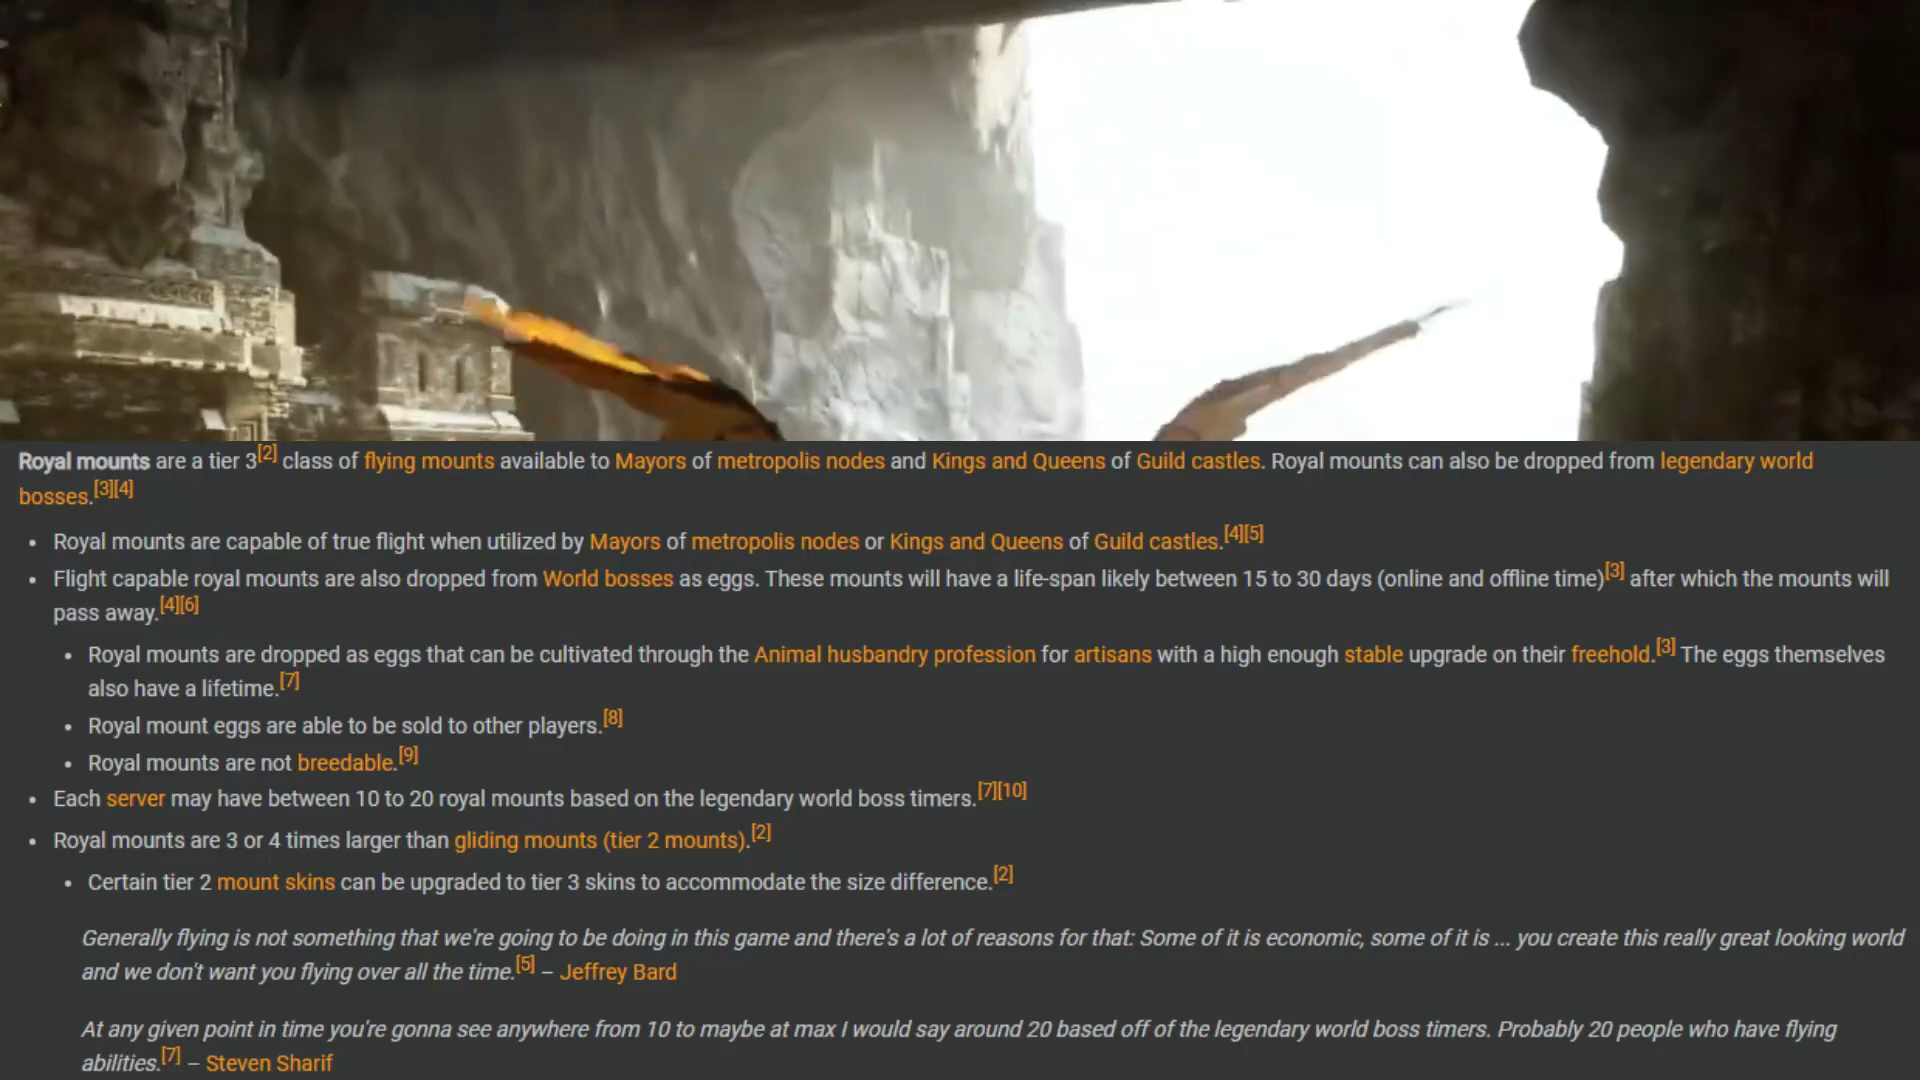 Royal mounts are a tier 3[2] class of flying mounts available to Mayors of metropolis nodes and Kings and Queens of Guild castles. Royal mounts can also be dropped from legendary world
bosses.[3][4]
• Royal mounts are capable of true flight when utilized by Mayors of metropolis nodes or Kings and Queens of Guild castles.[4][5]
• Flight capable royal mounts are also dropped from World bosses as eggs. These mounts will have a life-span likely between 15 to 30 days (online and offline time)[3] after which the mounts will
pass away.[4][6]
• Royal mounts are dropped as eggs that can be cultivated through the Animal husbandry profession for artisans with a high enough stable upgrade on their freehold.[3] The eggs themselves
also have a lifetime.[7]
• Royal mount eggs are able to be sold to other players.[8]
• Royal mounts are not breedable.[9]
• Each server may have between 10 to 20 royal mounts based on the legendary world boss timers.[7][10]
• Royal mounts are 3 or 4 times larger than gliding mounts (tier 2 mounts).[2]
• Certain tier 2 mount skins can be upgraded to tier 3 skins to accommodate the size difference.[2]
Generally flying is not something that we're going to be doing in this game and there's a lot of reasons for that: Some of it is economic, some of it is ... you create this really great looking world
and we don't want you flying over all the time.[5] – Jeffrey Bard
At any given point in time you're gonna see anywhere from 10 to maybe at max I would say around 20 based off of the legendary world boss timers. Probably 20 people who have flying
abilities.[7] – Steven Sharif